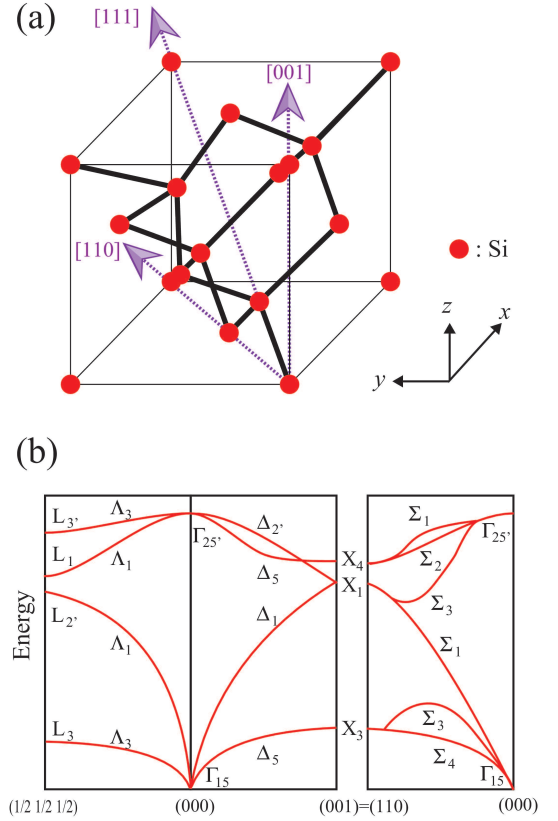 (a)
[111]
[001]
[110]
: Si
z
x
y
(b)
Energy
L3'
Λ3
L1
Λ1
L2'
Λ1
L3
Λ3
Γ25'
Γ15
Δ2'
Δ5
Δ1
Δ5
X4
X1
X3
Σ1
Γ25'
Σ2
Σ3
Σ1
Σ3
Σ4
Γ15
(1/2 1/2 1/2)
(000)
(001)=(110)
(000)